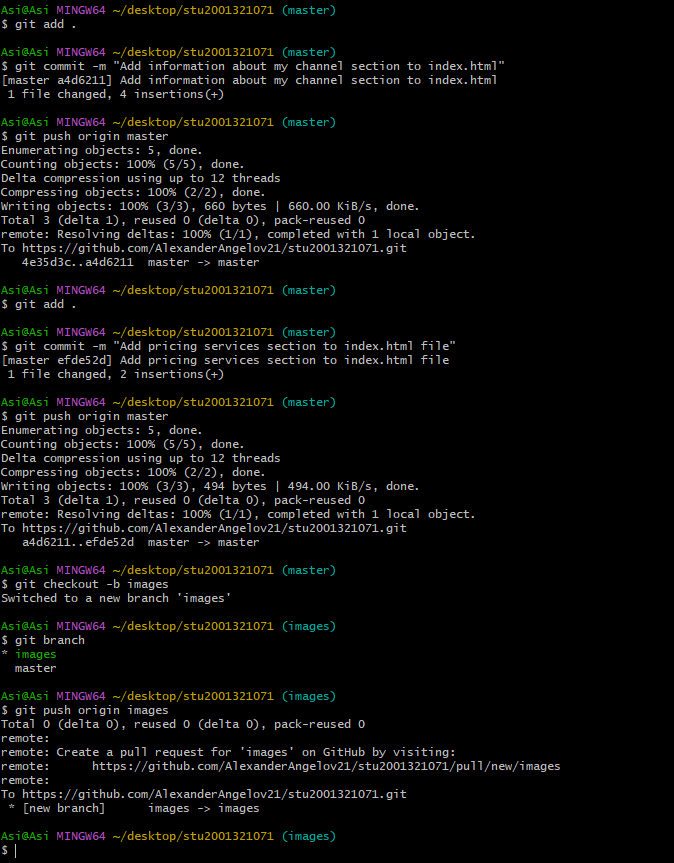 Asi@Asi MINGW64 ~/desktop/stu2001321071 (master)
$ git add .
Asi@Asi MINGW64 ~/desktop/stu2001321071 (master)
$ git commit -m "Add information about my channel section to index.html"
[master a4d6211] Add information about my channel section to index.html
 1 file changed, 4 insertions(+)
Asi@Asi MINGW64 ~/desktop/stu2001321071 (master)
$ git push origin master
Enumerating objects: 5, done.
Counting objects: 100% (5/5), done.
Delta compression using up to 12 threads
Compressing objects: 100% (2/2), done.
Writing objects: 100% (3/3), 660 bytes | 660.00 KiB/s, done.
Total 3 (delta 1), reused 0 (delta 0), pack-reused 0
remote: Resolving deltas: 100% (1/1), completed with 1 local object.
To https://github.com/AlexanderAngelov21/stu2001321071.git
   4e35d3c..a4d6211  master -> master
Asi@Asi MINGW64 ~/desktop/stu2001321071 (master)
$ git add .
Asi@Asi MINGW64 ~/desktop/stu2001321071 (master)
$ git commit -m "Add pricing services section to index.html file"
[master efde52d] Add pricing services section to index.html file
 1 file changed, 2 insertions(+)
Asi@Asi MINGW64 ~/desktop/stu2001321071 (master)
$ git push origin master
Enumerating objects: 5, done.
Counting objects: 100% (5/5), done.
Delta compression using up to 12 threads
Compressing objects: 100% (2/2), done.
Writing objects: 100% (3/3), 494 bytes | 494.00 KiB/s, done.
Total 3 (delta 1), reused 0 (delta 0), pack-reused 0
remote: Resolving deltas: 100% (1/1), completed with 1 local object.
To https://github.com/AlexanderAngelov21/stu2001321071.git
   a4d6211..efde52d  master -> master
Asi@Asi MINGW64 ~/desktop/stu2001321071 (master)
$ git checkout -b images
Switched to a new branch 'images'
Asi@Asi MINGW64 ~/desktop/stu2001321071 (images)
$ git branch
* images
  master
Asi@Asi MINGW64 ~/desktop/stu2001321071 (images)
$ git push origin images
Total 0 (delta 0), reused 0 (delta 0), pack-reused 0
remote:
remote: Create a pull request for 'images' on GitHub by visiting:
remote:      https://github.com/AlexanderAngelov21/stu2001321071/pull/new/images
remote:
To https://github.com/AlexanderAngelov21/stu2001321071.git
 * [new branch]      images -> images
Asi@Asi MINGW64 ~/desktop/stu2001321071 (images)
$